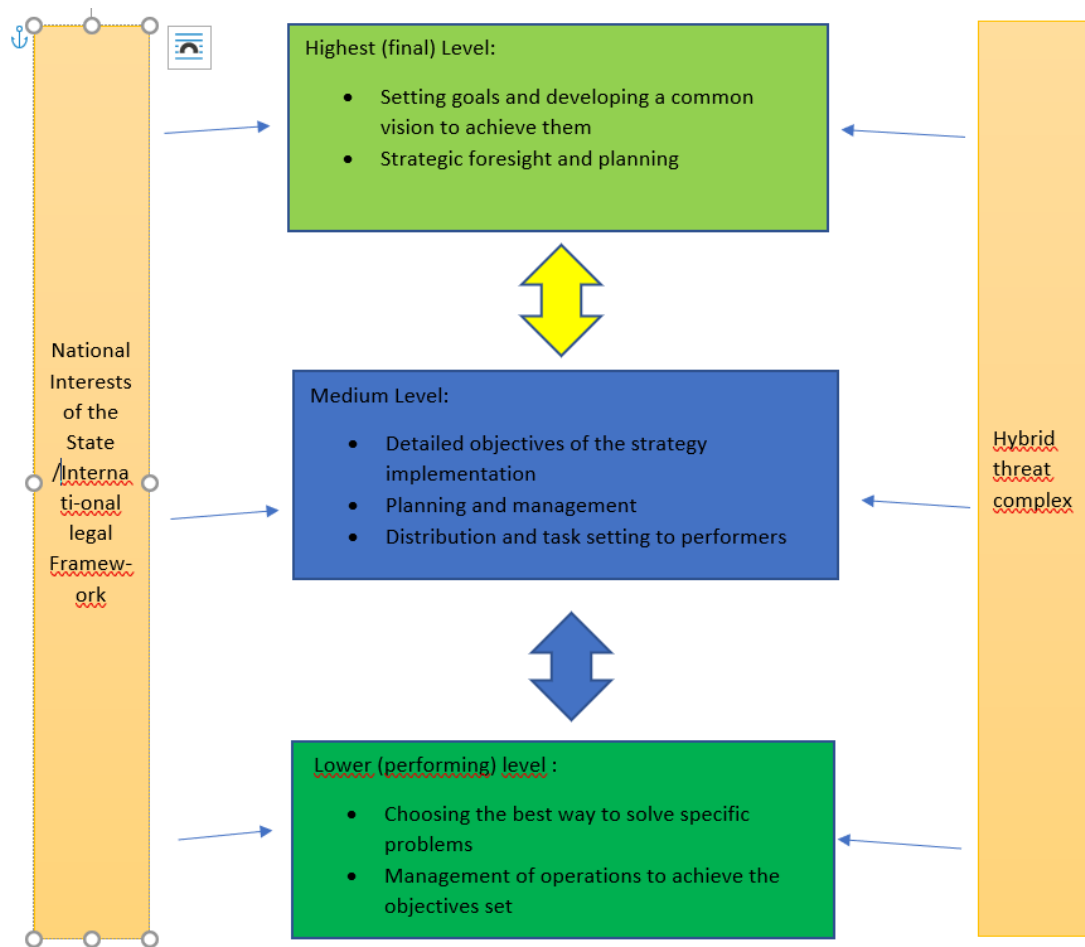 Highest (final) Level:
• Setting goals and developing a common
vision to achieve them
• Strategic foresight and planning
National
Interests
of the
State
/Interna
ti-onal
legal
Framew-
ork
Medium Level:
• Detailed objectives of the strategy
implementation
• Planning and management
• Distribution and task setting to performers
Hybrid
threat
complex
Lower (performing) level :
• Choosing the best way to solve specific
problems
• Management of operations to achieve the
objectives set